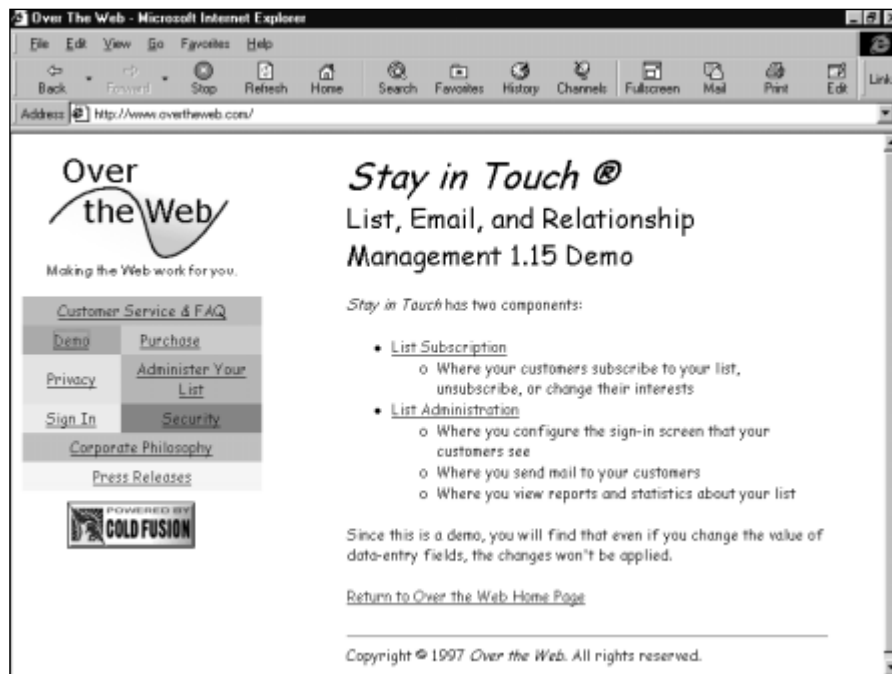 Over The Web - Microsoft Internet Explorer
File Edit View Go Favorites Help
Back Forward Stop Refresh Home Search Favorites History Channels Fullscreen Mail Print Edit Link
Address http://www.overtheweb.com/
Over
the Web
Making the Web work for you.
Customer Service & FAQ
Demo Purchase
Privacy Administer Your
List
Sign In Security
Corporate Philosophy
Press Releases
POWERED BY
COLD FUSION
Stay in Touch ®
List, Email, and Relationship
Management 1.15 Demo
Stay in Touch has two components:
• List Subscription
o Where your customers subscribe to your list,
unsubscribe, or change their interests
• List Administration
o Where you configure the sign-in screen that your
customers see
o Where you send mail to your customers
o Where you view reports and statistics about your list
Since this is a demo, you will find that even if you change the value of
data-entry fields, the changes won't be applied.
Return to Over the Web Home Page
Copyright © 1997 Over the Web. All rights reserved.